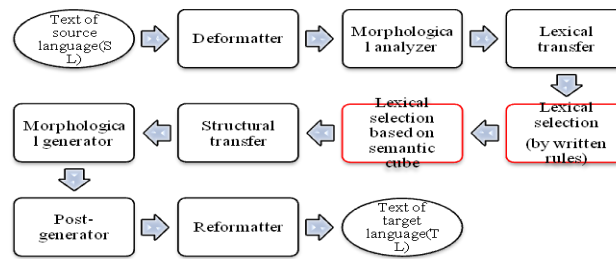 Text of
source
language(S
L)
Deformatter
Morphologica
l analyzer
Lexical
transfer
Lexical
selection
(by written
rules)
Lexical
selection
based on
semantic
cube
Structural
transfer
Morphologica
l generator
Post-
generator
Reformatter
Text of
target
language(T
L)